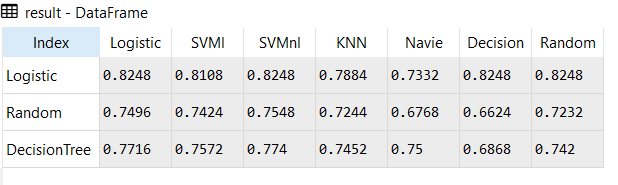 result - DataFrame
Index Logistic SVMl SVMnl KNN Navie Decision Random
Logistic 0.8248 0.8108 0.8248 0.7884 0.7332 0.8248 0.8248
Random 0.7496 0.7424 0.7548 0.7244 0.6768 0.6624 0.7232
DecisionTree 0.7716 0.7572 0.774 0.7452 0.75 0.6868 0.742